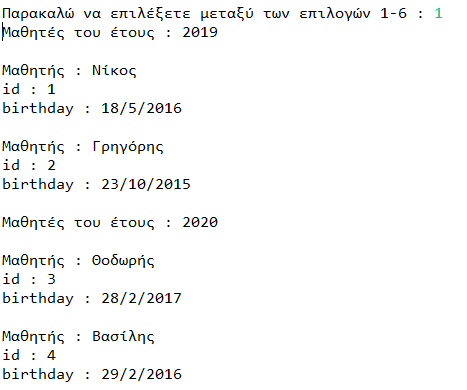 Παρακαλώ να επιλέξετε μεταξύ των επιλογών 1-6 : 1
Μαθητές του έτους : 2019
Μαθητής : Νίκος
id : 1
birthday : 18/5/2016
Μαθητής : Γρηγόρης
id : 2
birthday : 23/10/2015
Μαθητές του έτους : 2020
Μαθητής : Θοδωρής
id : 3
birthday : 28/2/2017
Μαθητής : Βασίλης
id : 4
birthday : 29/2/2016